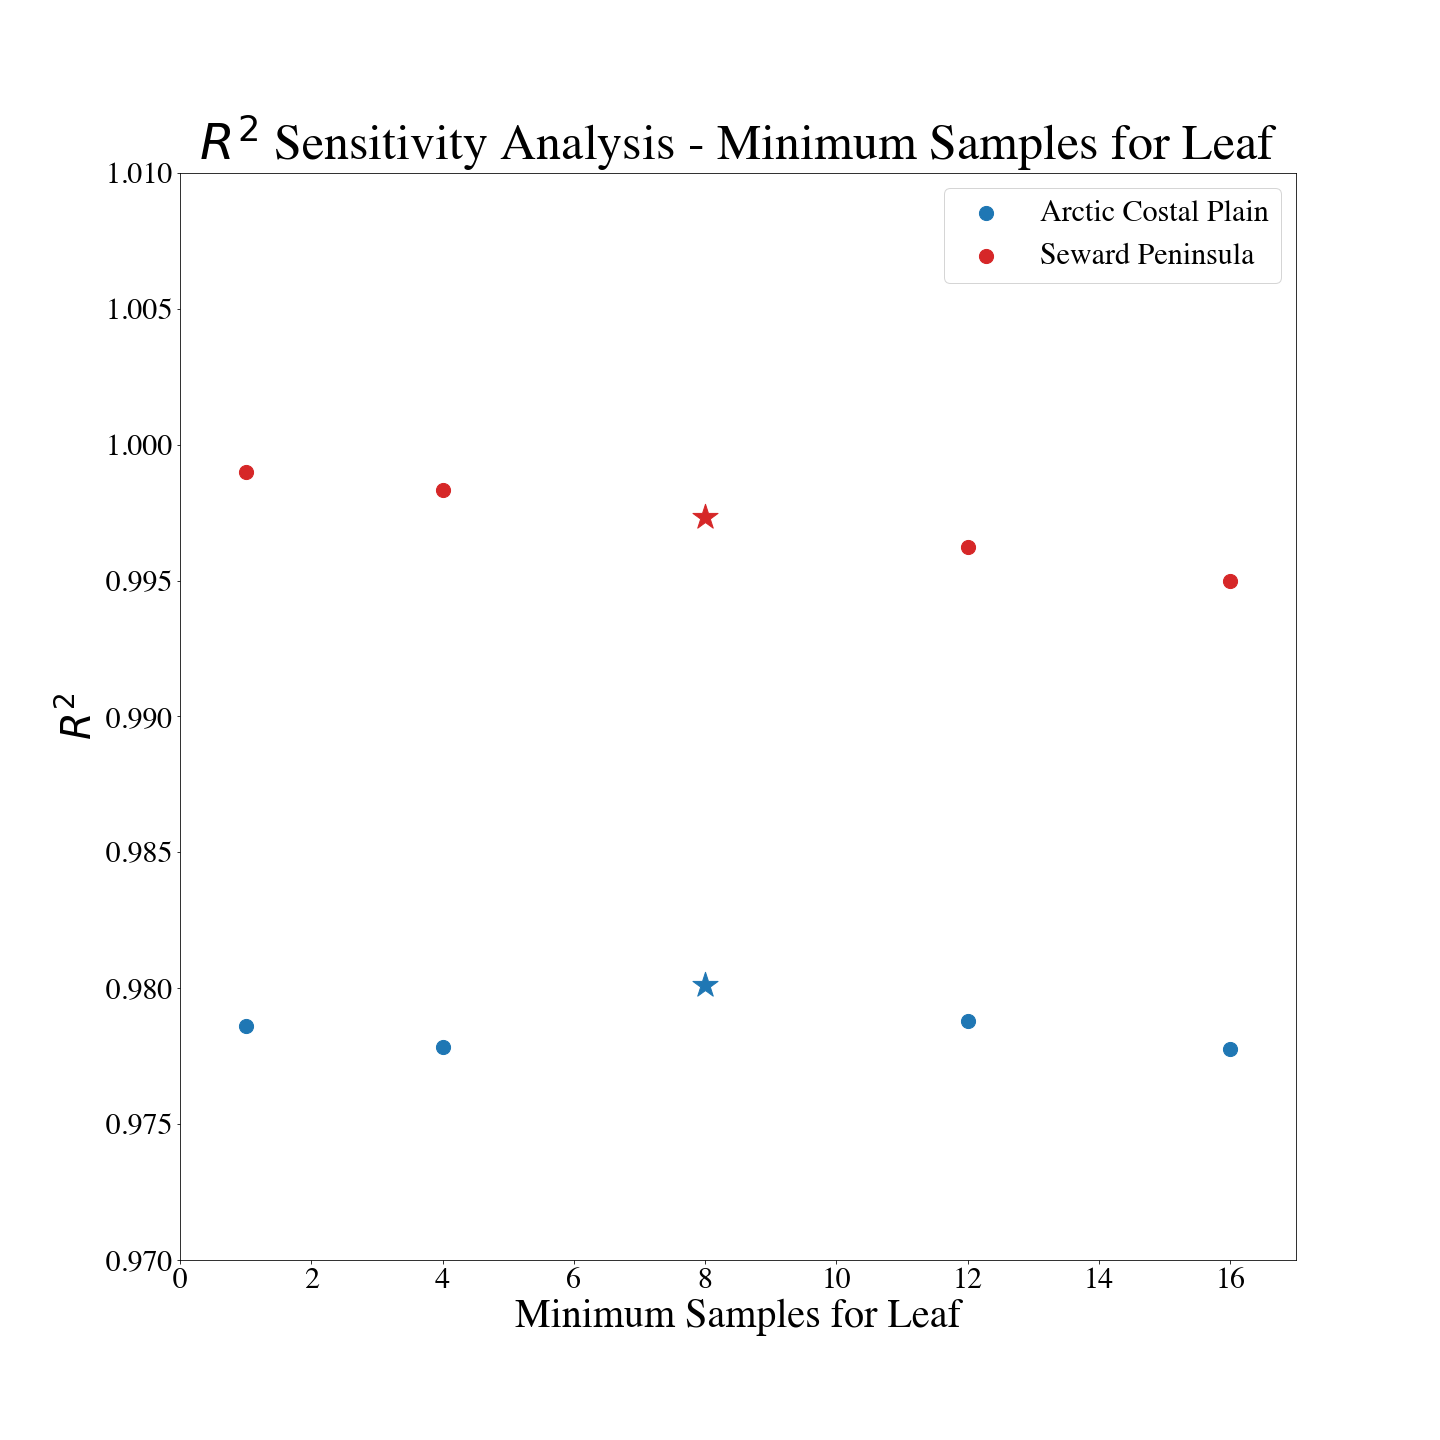 R² Sensitivity Analysis - Minimum Samples for Leaf
Arctic Costal Plain
Seward Peninsula
1.010
1.005
1.000
0.995
0.990
0.985
0.980
0.975
0.970
R²
0 2 4 6 8 10 12 14 16
Minimum Samples for Leaf